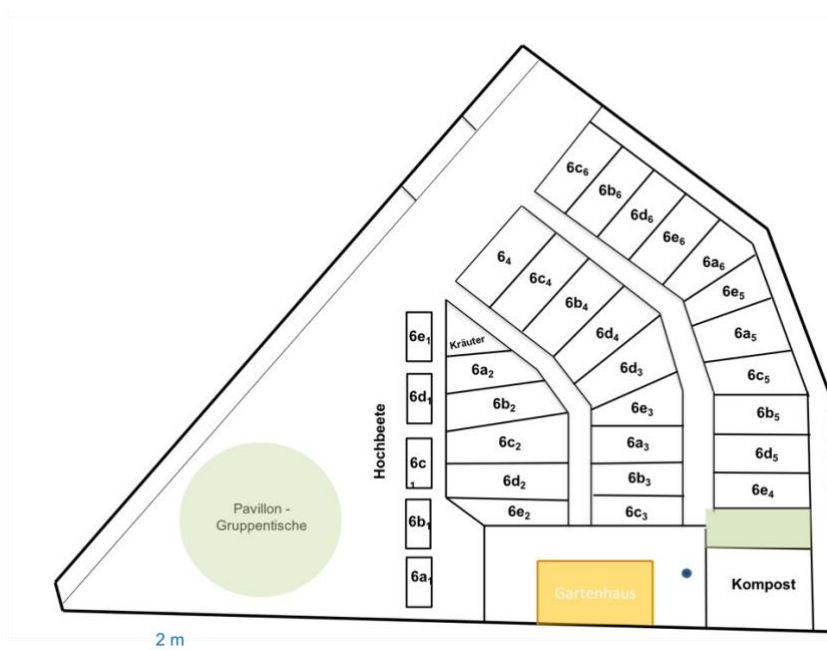 6c₆
6b₆
6d₆
6e₆
6a₆
6e₅
6a₅
6c₅
6b₅
6d₅
6e₄
6₄
6c₄
6b₄
6d₄
6d₃
6e₃
6a₃
6b₃
6c₃
Kräuter
6a₂
6b₂
6c₂
6d₂
6e₂
Hochbeete
6e₁
6d₁
6c
1
6b₁
6a₁
Pavillon -
Gruppentische
Gartenhaus
Kompost
2 m